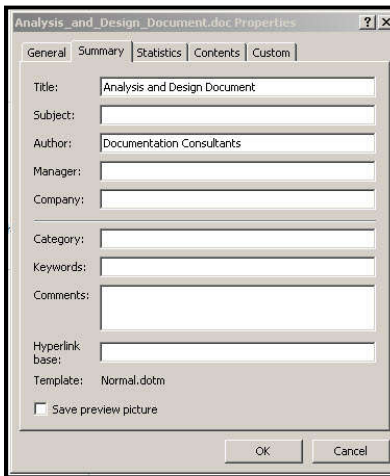 Analysis_and_Design_Document.doc Properties
General Summary Statistics Contents Custom
Title: Analysis and Design Document
Subject:
Author: Documentation Consultants
Manager:
Company:
Category:
Keywords:
Comments:
Hyperlink
base:
Template: Normal.dotm
Save preview picture
OK Cancel